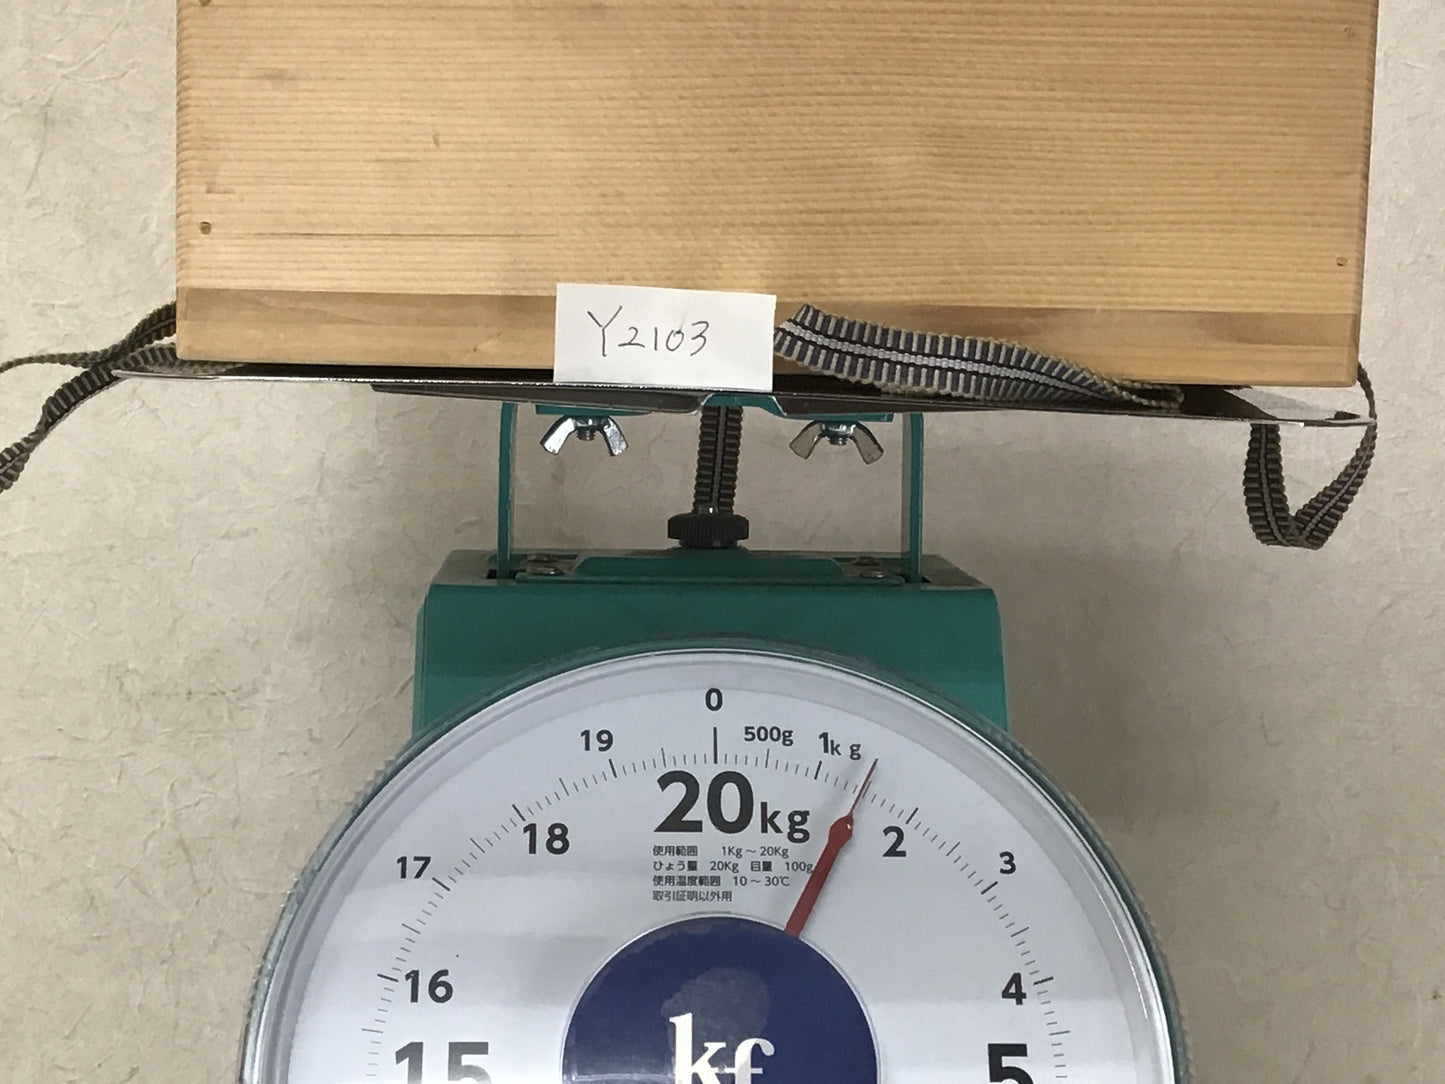 Y2103
0
500g
1kg
19
20kg
18
2
使用範囲 1Kg～20Kg
ひょう量 20Kg 目量 100g
使用温度範囲 10～30℃
取引証明以外用
17
3
16
4
15
5
kf